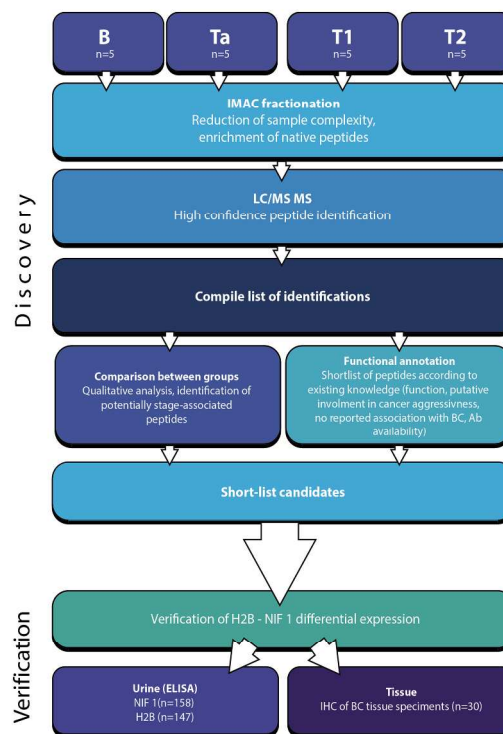 B
n=5
Ta
n=5
T1
n=5
T2
n=5
Discovery
IMAC fractionation
Reduction of sample complexity,
enrichment of native peptides
LC/MS MS
High confidence peptide identification
Compile list of identifications
Comparison between groups
Qualitative analysis, identification of
potentially stage-associated
peptides
Functional annotation
Shortlist of peptides according to
existing knowledge (function, putative
involment in cancer aggressivness,
no reported association with BC, Ab
availability)
Short-list candidates
Verification
Verification of H2B - NIF 1 differential expression
Urine (ELISA)
NIF 1(n=158)
H2B (n=147)
Tissue
IHC of BC tissue speciments (n=30)